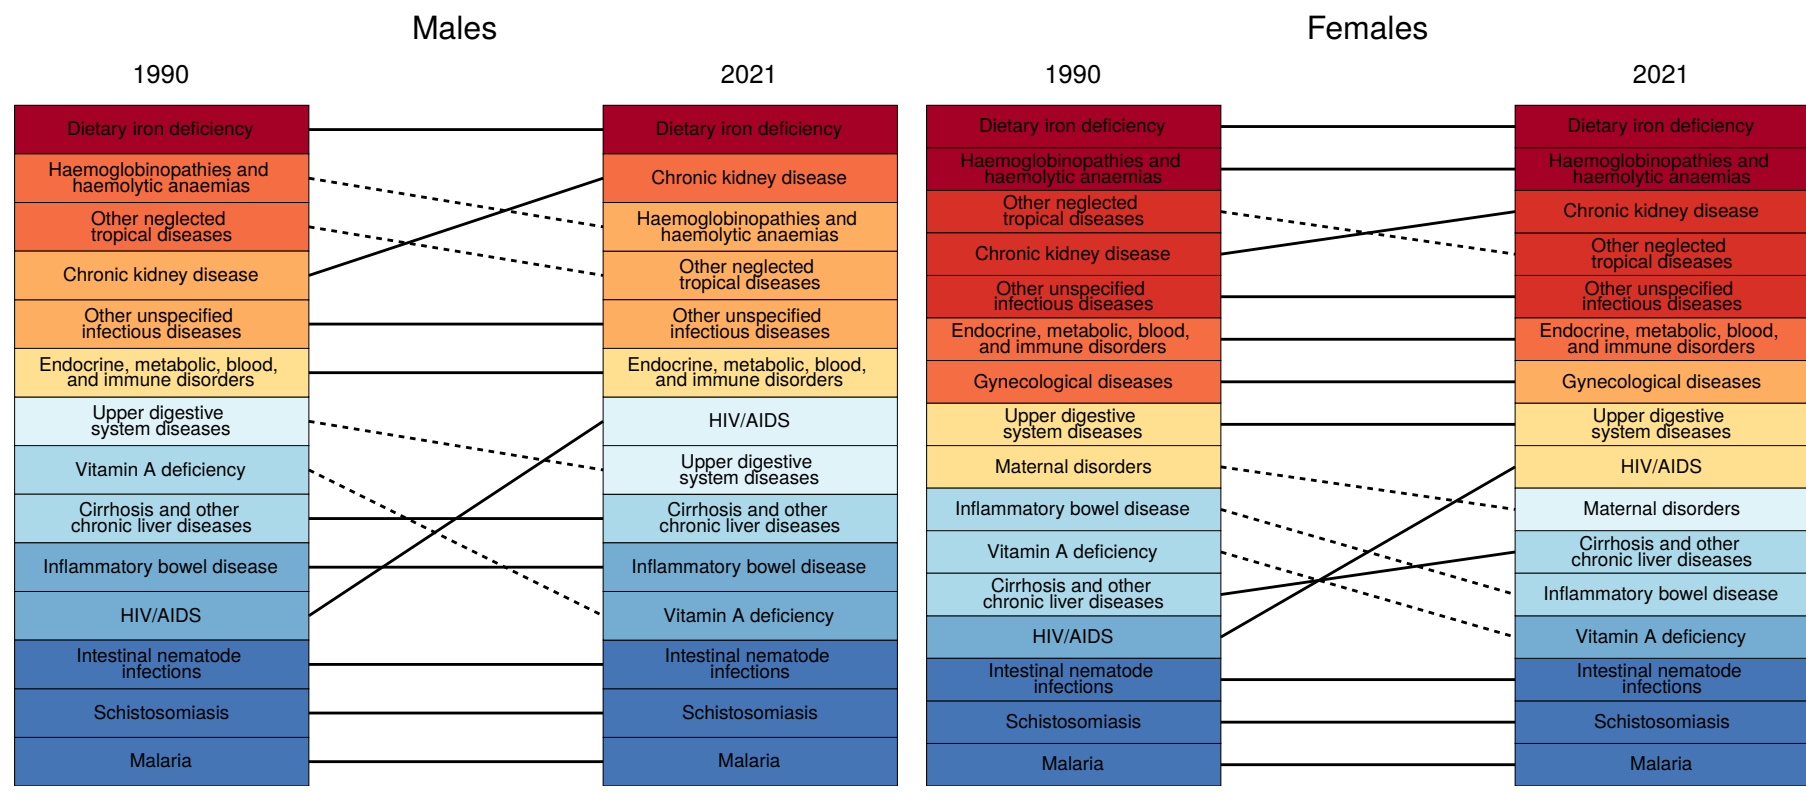 Males
1990
2021
Dietary iron deficiency
Haemoglobinopathies and
haemolytic anaemias
Other neglected
tropical diseases
Chronic kidney disease
Other unspecified
infectious diseases
Endocrine, metabolic, blood,
and immune disorders
Upper digestive
system diseases
Vitamin A deficiency
Cirrhosis and other
chronic liver diseases
Inflammatory bowel disease
HIV/AIDS
Intestinal nematode
infections
Schistosomiasis
Malaria
Dietary iron deficiency
Chronic kidney disease
Haemoglobinopathies and
haemolytic anaemias
Other neglected
tropical diseases
Other unspecified
infectious diseases
Endocrine, metabolic, blood,
and immune disorders
HIV/AIDS
Upper digestive
system diseases
Cirrhosis and other
chronic liver diseases
Inflammatory bowel disease
Vitamin A deficiency
Intestinal nematode
infections
Schistosomiasis
Malaria
Females
1990
2021
Dietary iron deficiency
Haemoglobinopathies and
haemolytic anaemias
Other neglected
tropical diseases
Chronic kidney disease
Other unspecified
infectious diseases
Endocrine, metabolic, blood,
and immune disorders
Gynecological diseases
Upper digestive
system diseases
Maternal disorders
Inflammatory bowel disease
Vitamin A deficiency
Cirrhosis and other
chronic liver diseases
HIV/AIDS
Intestinal nematode
infections
Schistosomiasis
Malaria
Dietary iron deficiency
Haemoglobinopathies and
haemolytic anaemias
Chronic kidney disease
Other neglected
tropical diseases
Other unspecified
infectious diseases
Endocrine, metabolic, blood,
and immune disorders
Gynecological diseases
Upper digestive
system diseases
HIV/AIDS
Maternal disorders
Cirrhosis and other
chronic liver diseases
Inflammatory bowel disease
Vitamin A deficiency
Intestinal nematode
infections
Schistosomiasis
Malaria